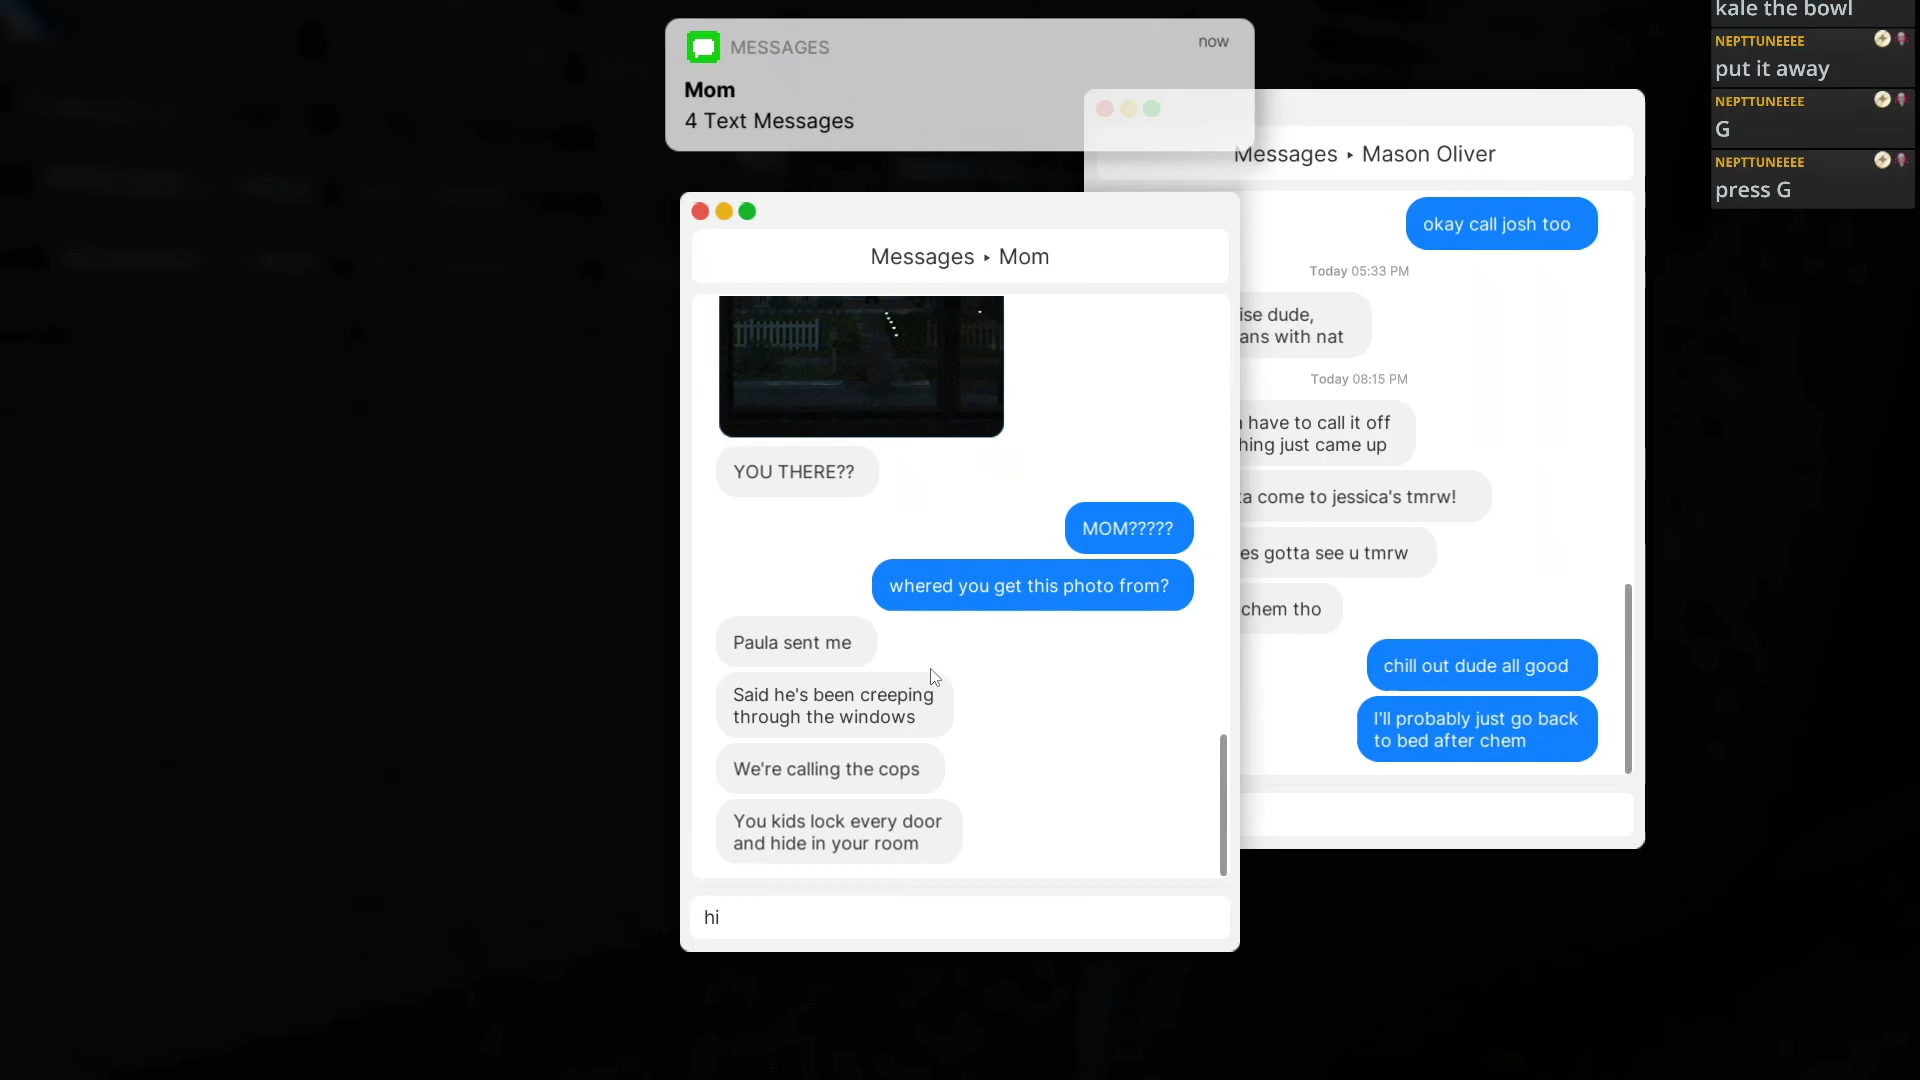 MESSAGES
now
Mom
4 Text Messages
Messages ‣ Mom
YOU THERE??
MOM?????
whered you get this photo from?
Paula sent me
Said he's been creeping
through the windows
We're calling the cops
You kids lock every door
and hide in your room
hi
Messages ‣ Mason Oliver
okay call josh too
Today 05:33 PM
dude,
with nat
Today 08:15 PM
have to call it off
just came up
come to jessica's tmrw!
gotta see u tmrw
chem tho
chill out dude all good
I'll probably just go back
to bed after chem
kale the bowl
NEPTTUNEEEE
put it away
NEPTTUNEEEE
G
NEPTTUNEEEE
press G